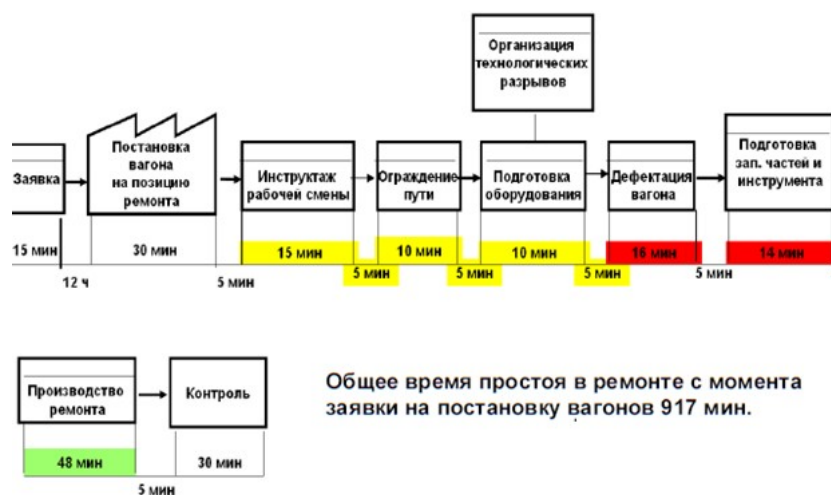 Организация
технологических
разрывов
Заявка
Постановка
вагона
на позицию
ремонта
Инструктаж
рабочей смены
Ограждение
пути
Подготовка
оборудования
Дефектация
вагона
Подготовка
зап. частей и
инструмента
15 мин
30 мин
15 мин
10 мин
10 мин
16 мин
14 мин
12 ч
5 мин
5 мин
5 мин
5 мин
5 мин
Производство
ремонта
Контроль
48 мин
30 мин
5 мин
Общее время простоя в ремонте с момента
заявки на постановку вагонов 917 мин.